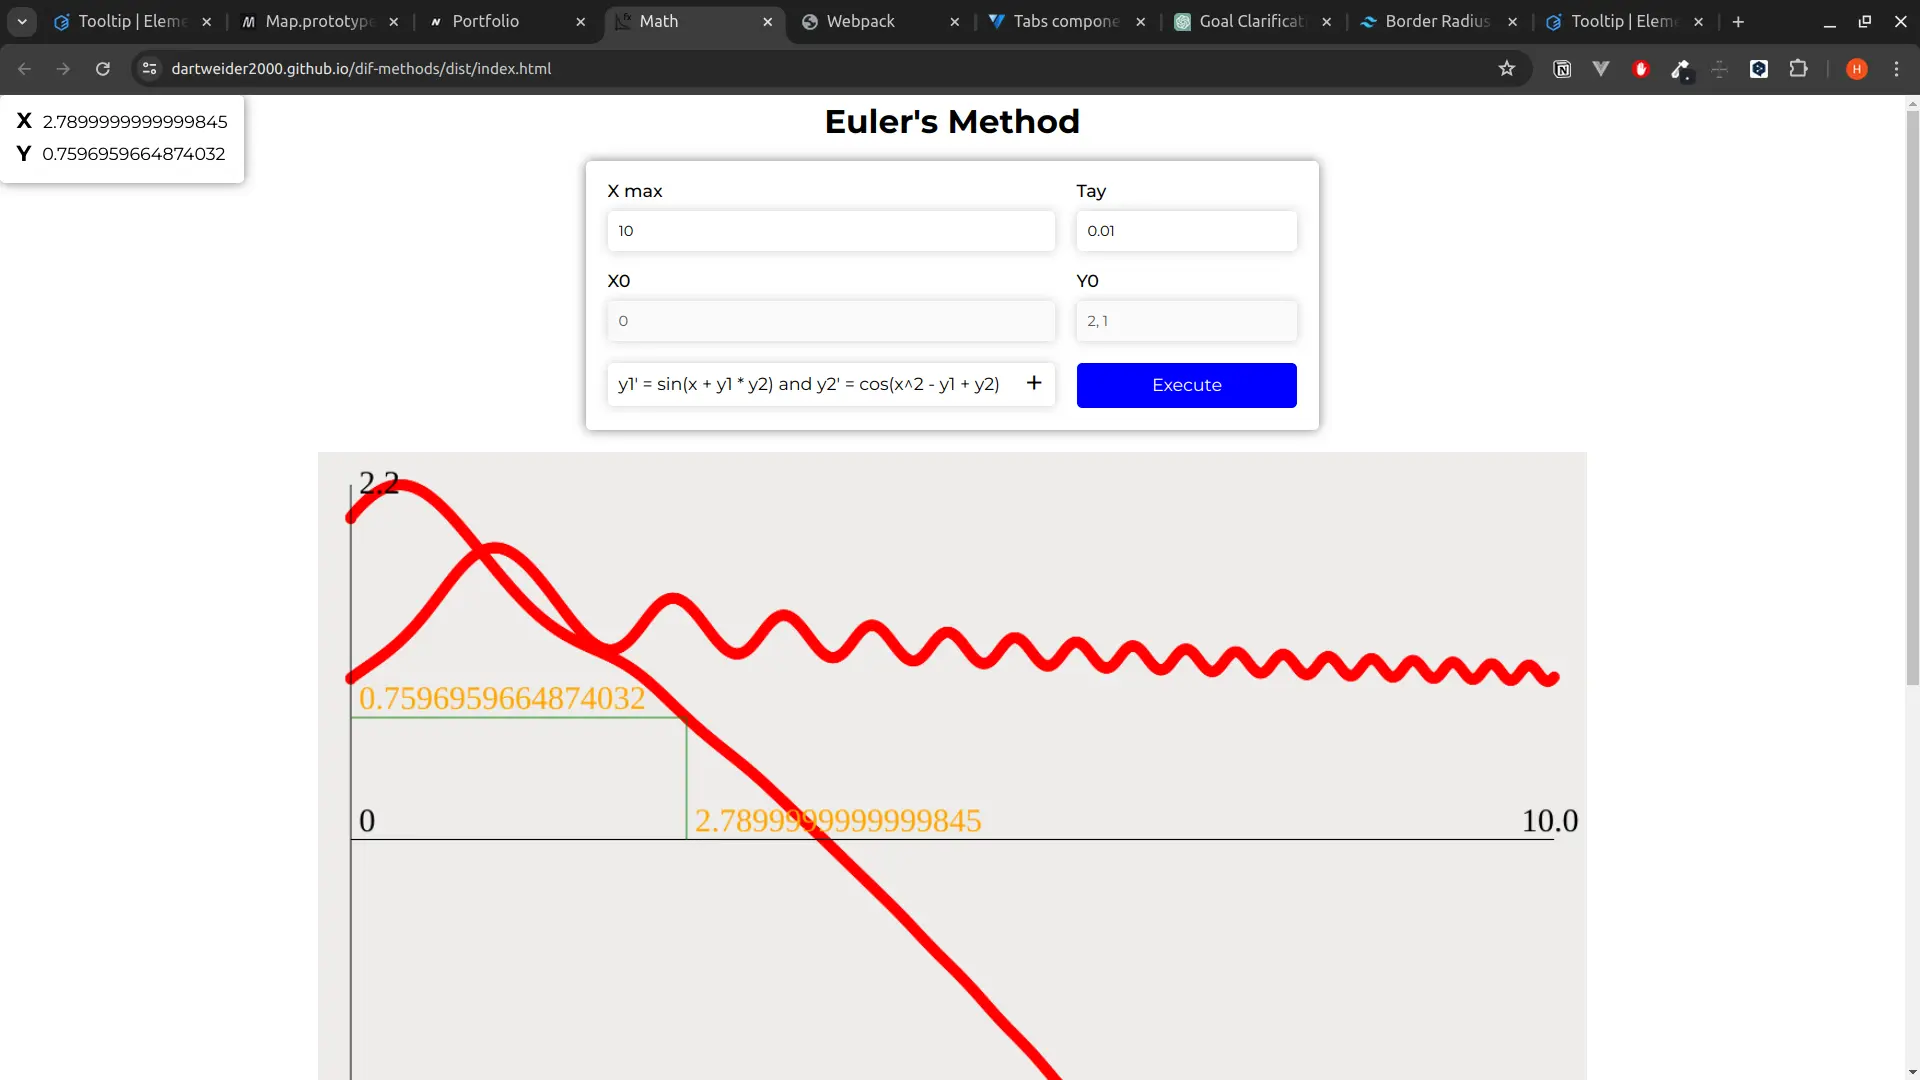 Tooltip | Eleme
Map.prototype
Portfolio
Math
Webpack
Tabs compone
Goal Clarificat
Border Radius
Tooltip | Eleme
dartweider2000.github.io/dif-methods/dist/index.html
H
X 2.7899999999999845
Y 0.7596959664874032
Euler's Method
X max
Tay
10
0.01
X0
Y0
0
2, 1
y1' = sin(x + y1 * y2) and y2' = cos(x^2 - y1 + y2) +
Execute
2.2
0.7596959664874032
0
2.7899999999999845
10.0